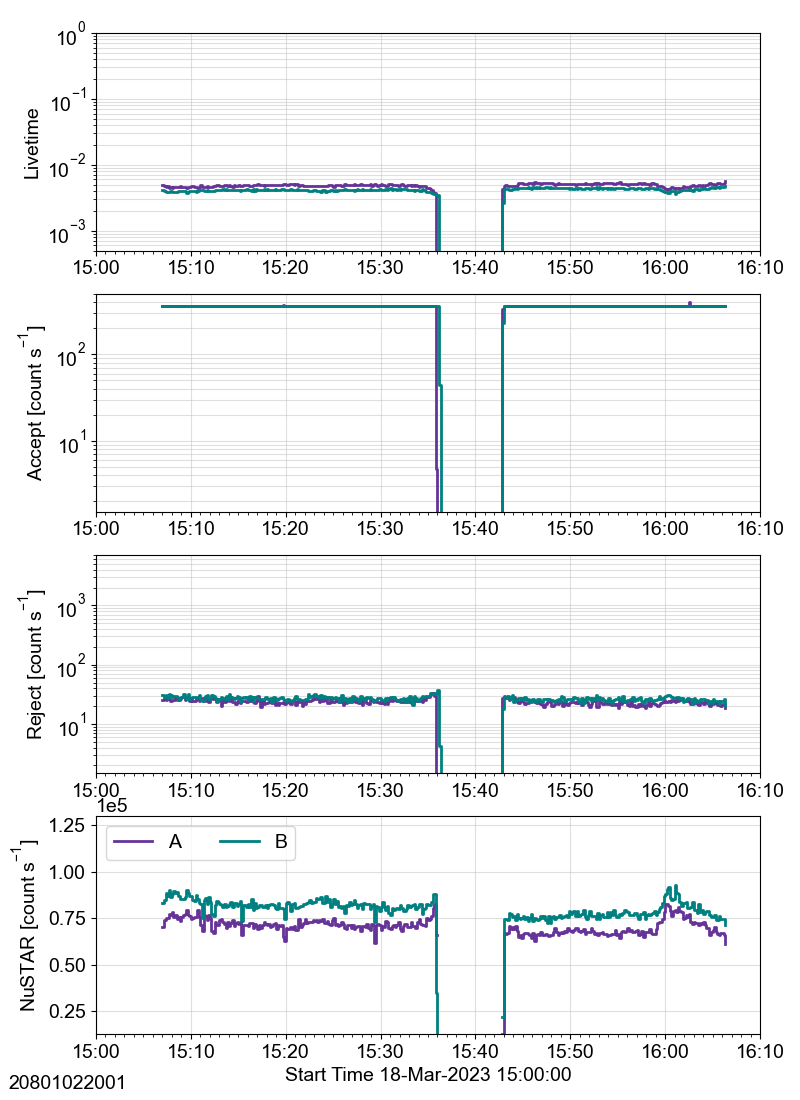 10^0
10^−1
10^−2
10^−3
Livetime
15:00 15:10 15:20 15:30 15:40 15:50 16:00 16:10
10^2
10^1
Accept [count s^−1]
15:00 15:10 15:20 15:30 15:40 15:50 16:00 16:10
10^3
10^2
10^1
Reject [count s^−1]
15:00 15:10 15:20 15:30 15:40 15:50 16:00 16:10
1e5
1.25
1.00
0.75
0.50
0.25
NuSTAR [count s^−1]
A B
15:00 15:10 15:20 15:30 15:40 15:50 16:00 16:10
Start Time 18-Mar-2023 15:00:00
20801022001